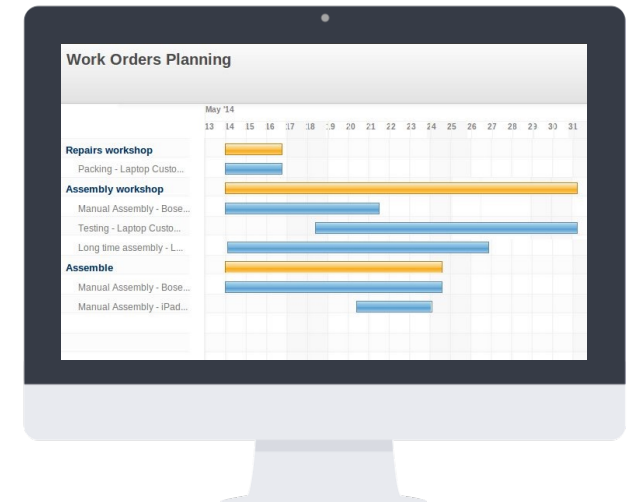 Work Orders Planning
May '14
13 14 15 16 17 18 19 20 21 22 23 24 25 26 27 28 29 30 31
Repairs workshop
Packing - Laptop Custo...
Assembly workshop
Manual Assembly - Bose...
Testing - Laptop Custo...
Long time assembly - L...
Assemble
Manual Assembly - Bose...
Manual Assembly - iPad...